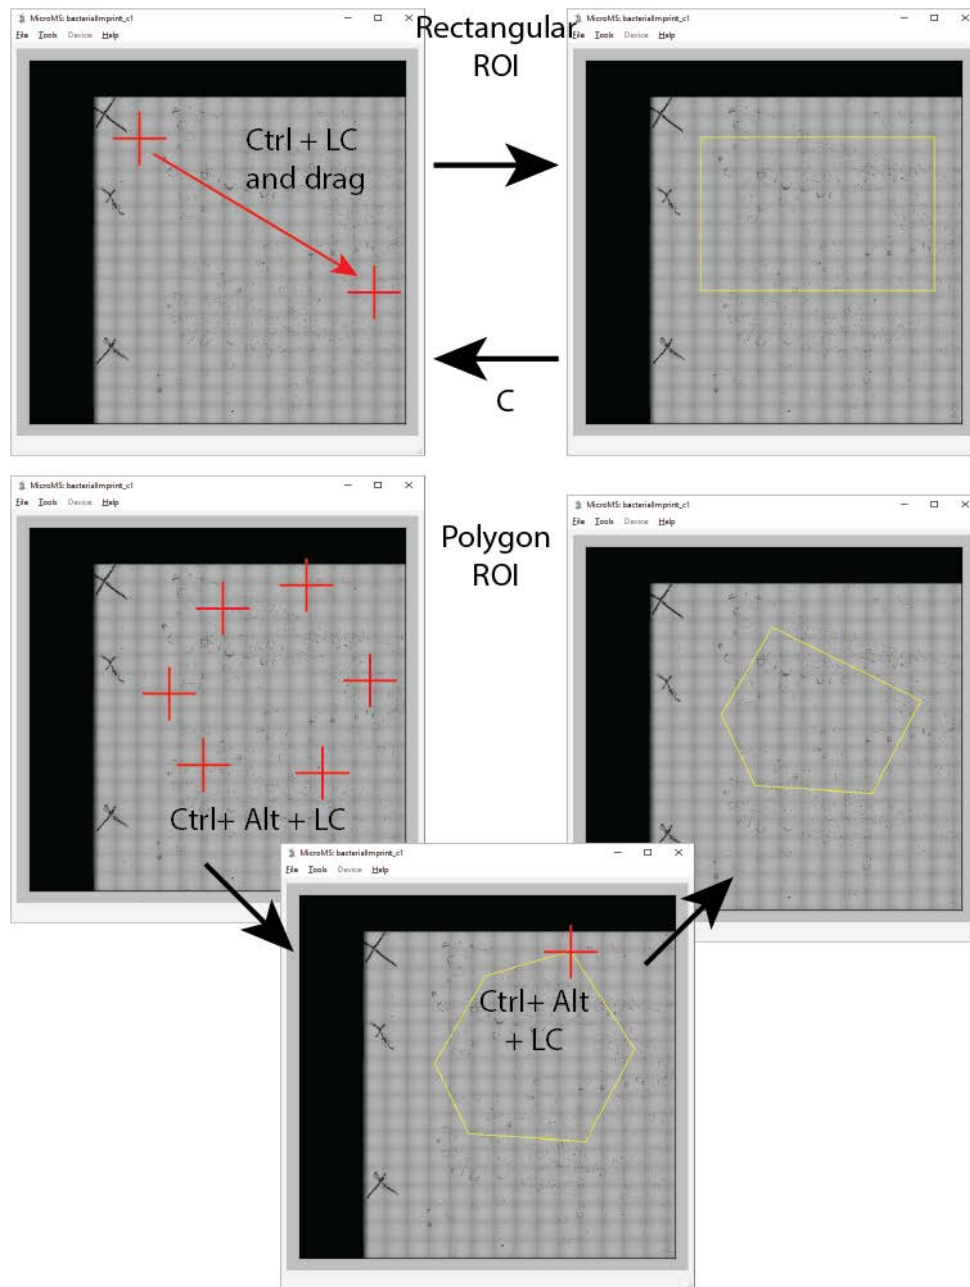 MicroMS: bacterialImprint_c1
File Tools Device Help
Rectangular
ROI
MicroMS: bacterialImprint_c1
File Tools Device Help
Ctrl + LC
and drag
C
MicroMS: bacterialImprint_c1
File Tools Device Help
Polygon
ROI
MicroMS: bacterialImprint_c1
File Tools Device Help
Ctrl+ Alt + LC
MicroMS: bacterialImprint_c1
File Tools Device Help
Ctrl+ Alt
+ LC